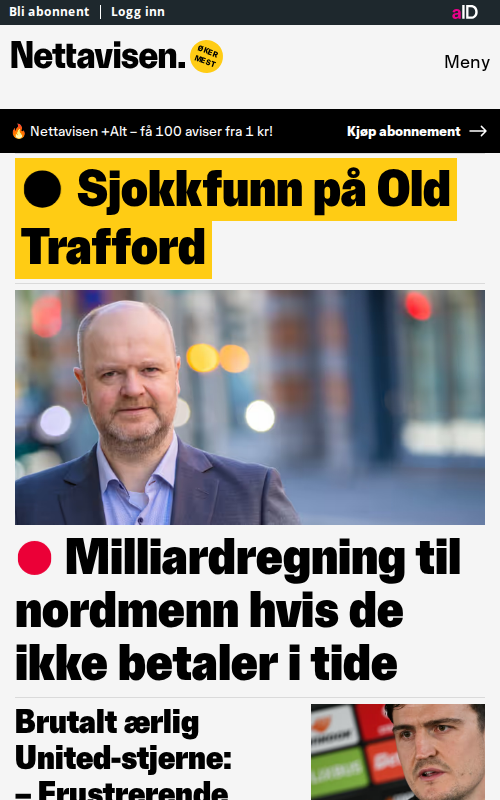 Bli abonnent
Logg inn
aID
Nettavisen.
ØKER
MEST
Meny
🔥 Nettavisen +Alt – få 100 aviser fra 1 kr!
Kjøp abonnement →
Sjokkfunn på Old
Trafford
Milliardregning til
nordmenn hvis de
ikke betaler i tide
Brutalt ærlig
United-stjerne:
– Frustrerende